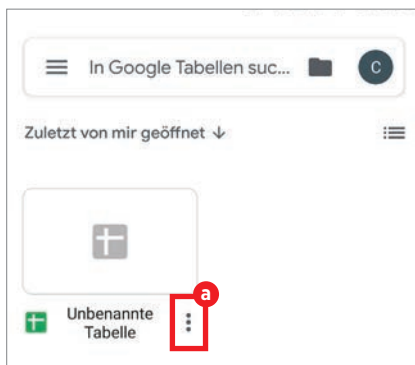 In Google Tabellen suc...
C
Zuletzt von mir geöffnet ↓
a
Unbenannte
Tabelle